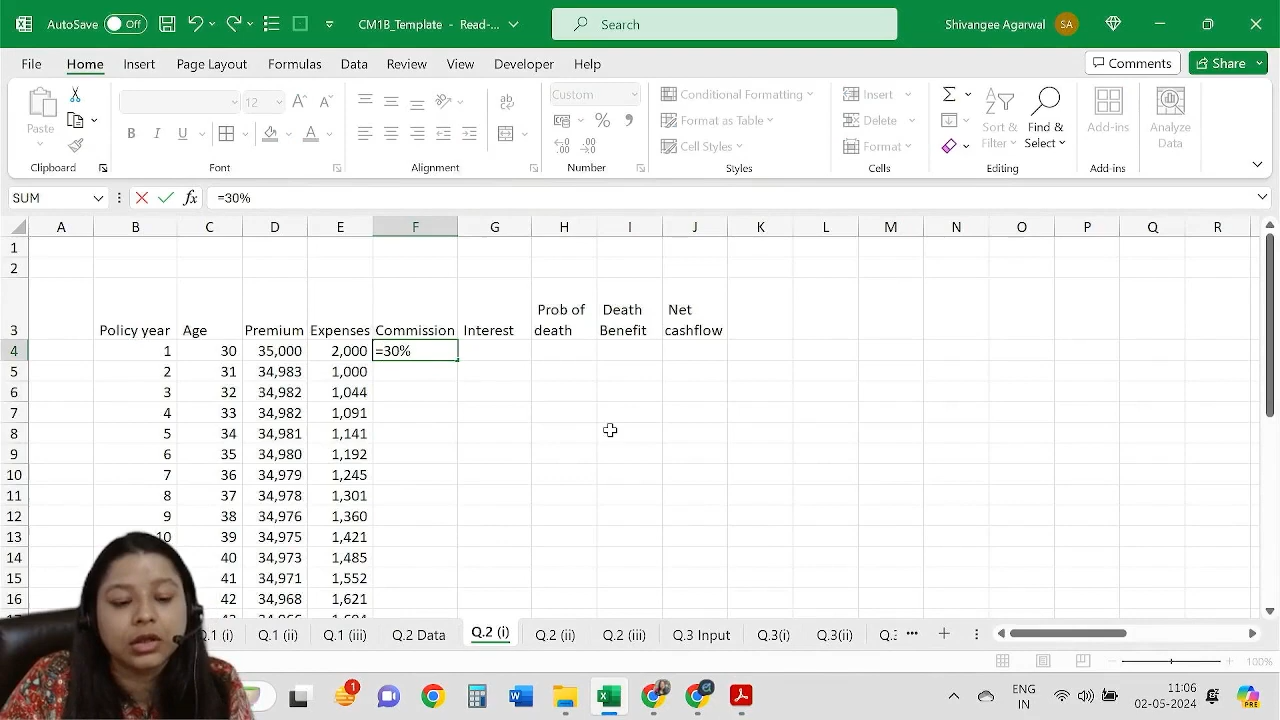 AutoSave Off CM1B_Template - Read-... Search Shivangee Agarwal SA
File Home Insert Page Layout Formulas Data Review View Developer Help Comments Share
Paste 12 Custom Conditional Formatting Insert
B I U ab % Format as Table Delete Sort & Filter Find & Select Add-ins Analyze Data
Cell Styles Format
Clipboard Font Alignment Number Styles Cells Editing Add-ins
SUM fx =30%
A B C D E F G H I J K L M N O P Q R
1
2
3 Policy year Age Premium Expenses Commission Interest Prob of death Death Benefit Net cashflow
4 1 30 35,000 2,000 =30%
5 2 31 34,983 1,000
6 3 32 34,982 1,044
7 4 33 34,982 1,091
8 5 34 34,981 1,141
9 6 35 34,980 1,192
10 7 36 34,979 1,245
11 8 37 34,978 1,301
12 9 38 34,976 1,360
13 10 39 34,975 1,421
14 40 34,973 1,485
15 41 34,971 1,552
16 42 34,968 1,621
.1 (i) Q.1 (ii) Q.1 (iii) Q.2 Data Q.2 (i) Q.2 (ii) Q.2 (iii) Q.3 Input Q.3(i) Q.3(ii) Q.:
100%
1 ENG IN 11:06 02-05-2024 PRE